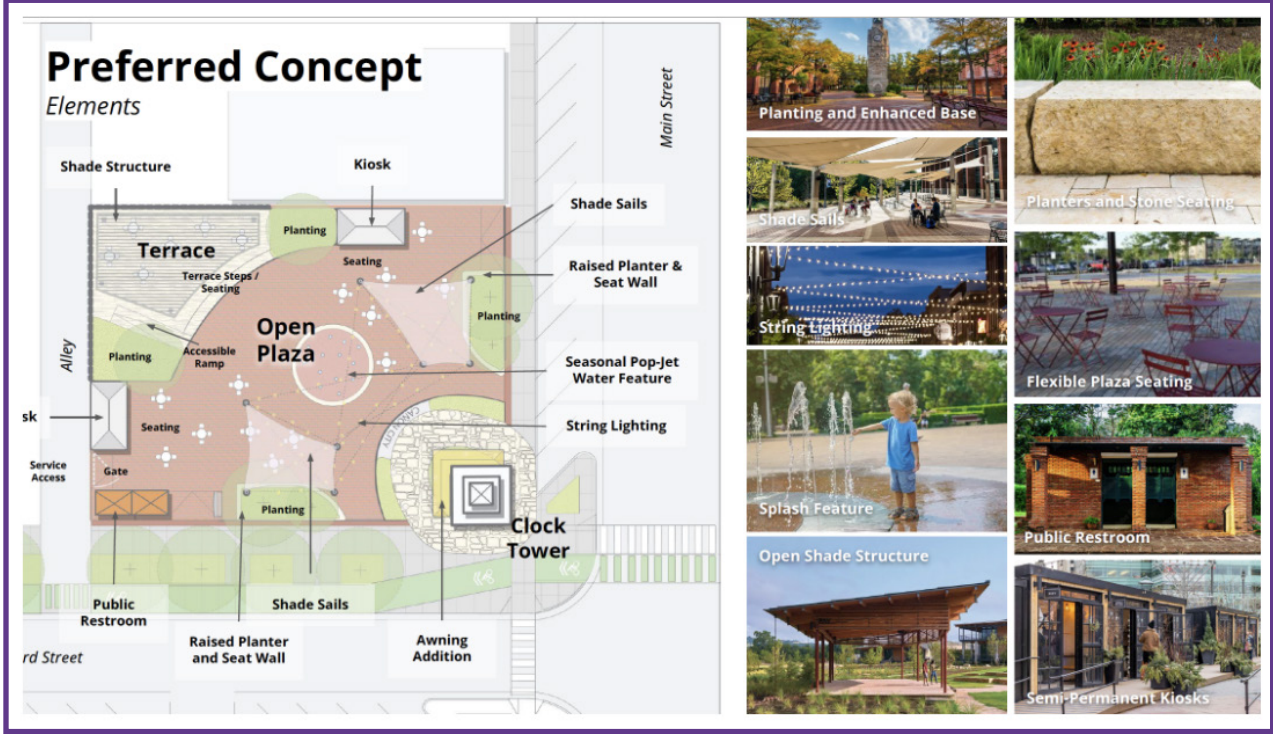 Preferred Concept
Elements
Main Street
Shade Structure
Kiosk
Shade Sails
Planting
Terrace
Seating
Raised Planter &
Seat Wall
Terrace Steps /
Seating
Open
Plaza
Planting
Alley
Planting
Accessible
Ramp
Seasonal Pop-Jet
Water Feature
sk
Seating
String Lighting
Service
Access
Gate
Planting
Clock
Tower
Public
Restroom
Shade Sails
Raised Planter
and Seat Wall
Awning
Addition
rd Street
Planting and Enhanced Base
Shade Sails
String Lighting
Splash Feature
Open Shade Structure
Planters and Stone Seating
Flexible Plaza Seating
Public Restroom
Semi-Permanent Kiosks